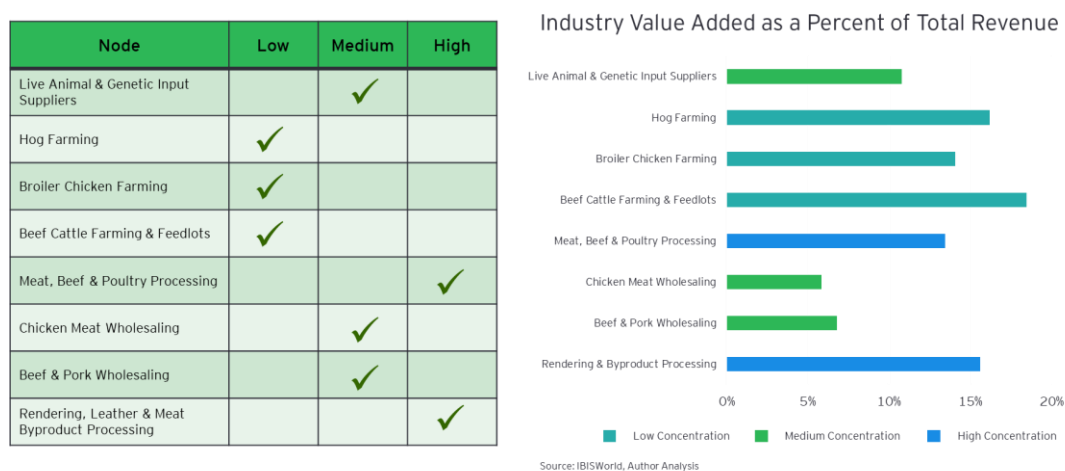 Industry Value Added as a Percent of Total Revenue
Node Low Medium High
Live Animal & Genetic Input
Suppliers
Hog Farming
Broiler Chicken Farming
Beef Cattle Farming & Feedlots
Meat, Beef & Poultry Processing
Chicken Meat Wholesaling
Beef & Pork Wholesaling
Rendering, Leather & Meat
Byproduct Processing
Live Animal & Genetic Input Suppliers
Hog Farming
Broiler Chicken Farming
Beef Cattle Farming & Feedlots
Meat, Beef & Poultry Processing
Chicken Meat Wholesaling
Beef & Pork Wholesaling
Rendering & Byproduct Processing
0% 5% 10% 15% 20%
Low Concentration Medium Concentration High Concentration
Source: IBISWorld, Author Analysis